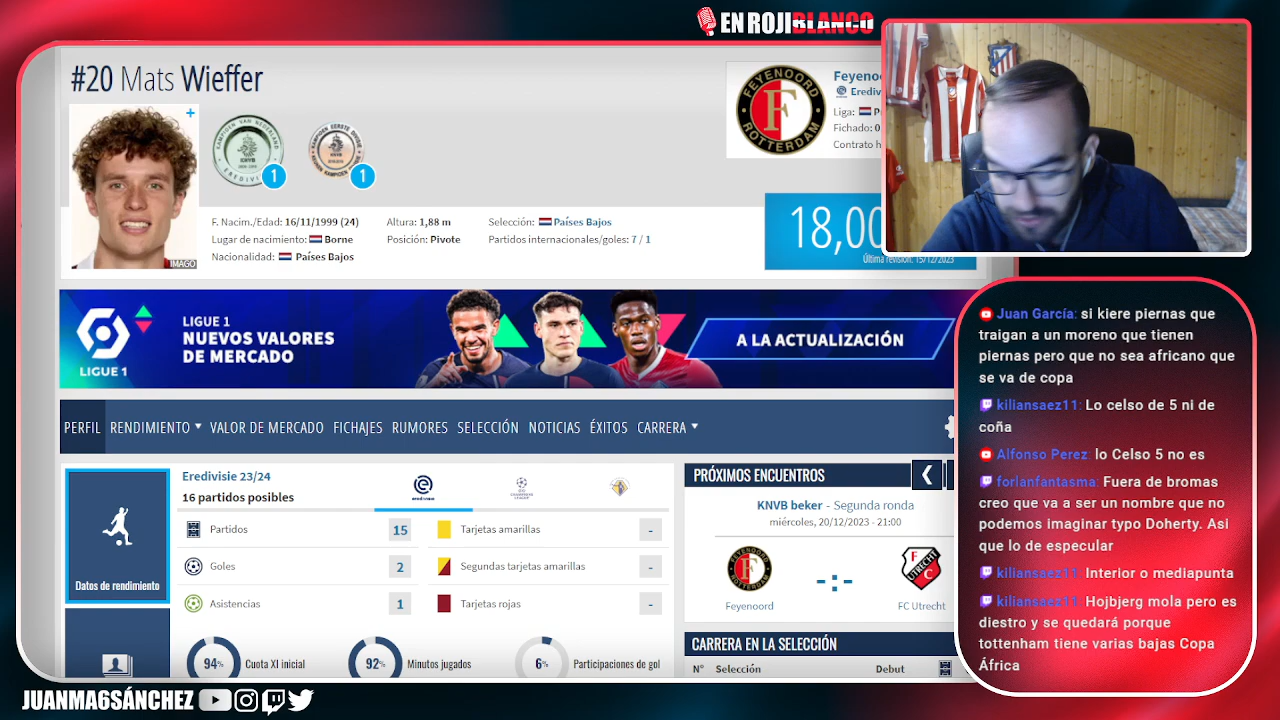 EN ROJIBLANCO
#20 Mats Wieffer
IMAGO
1
1
FEYENOORD
ROTTERDAM
Liga:
Fichado: 0
Contrato h
F. Nacim./Edad: 16/11/1999 (24)
Lugar de nacimiento: Borne
Nacionalidad: Países Bajos
Altura: 1,88 m
Posición: Pivote
Selección: Países Bajos
Partidos internacionales/goles: 7 / 1
18,00
Última revisión: 15/12/2023
LIGUE 1
LIGUE 1
NUEVOS VALORES
DE MERCADO
A LA ACTUALIZACIÓN
PERFIL RENDIMIENTO VALOR DE MERCADO FICHAJES RUMORES SELECCIÓN NOTICIAS ÉXITOS CARRERA
Datos de rendimiento
Eredivisie 23/24
16 partidos posibles
Partidos 15
Tarjetas amarillas -
Goles 2
Segundas tarjetas amarillas -
Asistencias 1
Tarjetas rojas -
94% Cuota XI inicial
92% Minutos jugados
6% Participaciones de gol
PRÓXIMOS ENCUENTROS
KNVB beker - Segunda ronda
miércoles, 20/12/2023 - 21:00
-:-
Feyenoord
FC Utrecht
CARRERA EN LA SELECCIÓN
Nº Selección Debut
Juan García: si kiere piernas que
traigan a un moreno que tienen
piernas pero que no sea africano que
se va de copa
kiliansaez11: Lo celso de 5 ni de
coña
Alfonso Perez: lo Celso 5 no es
forlanfantasma: Fuera de bromas
creo que va a ser un nombre que no
podemos imaginar typo Doherty. Asi
que lo de especular
kiliansaez11: Interior o mediapunta
kiliansaez11: Hojbjerg mola pero es
diestro y se quedará porque
tottenham tiene varias bajas Copa
África
JUANMA6SÁNCHEZ